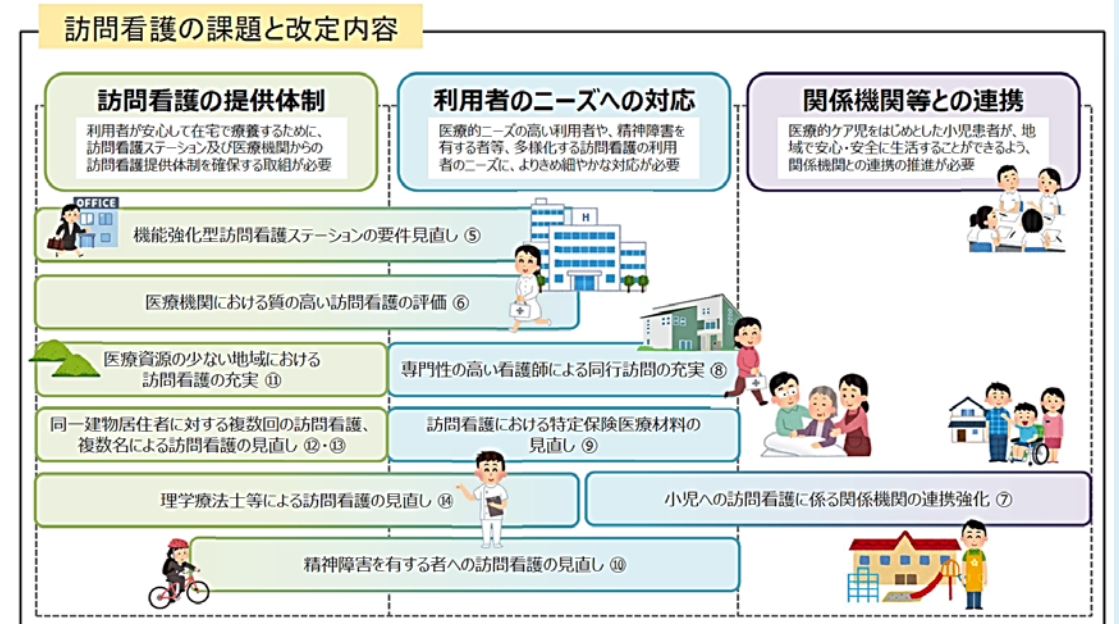 訪問看護の課題と改定内容
訪問看護の提供体制
利用者が安心して在宅で療養するために、
訪問看護ステーション及び医療機関からの
訪問看護提供体制を確保する取組が必要
利用者のニーズへの対応
医療的ニーズの高い利用者や、精神障害を
有する者等、多様化する訪問看護の利用
者のニーズに、よりきめ細やかな対応が必要
関係機関等との連携
医療的ケア児をはじめとした小児患者が、地
域で安心・安全に生活することができるよう、
関係機関との連携の推進が必要
OFFICE
H
機能強化型訪問看護ステーションの要件見直し ⑤
医療機関における質の高い訪問看護の評価 ⑥
医療資源の少ない地域における
訪問看護の充実 ⑪
専門性の高い看護師による同行訪問の充実 ⑧
同一建物居住者に対する複数回の訪問看護、
複数名による訪問看護の見直し ⑫・⑬
訪問看護における特定保険医療材料の
見直し ⑨
理学療法士等による訪問看護の見直し ⑭
小児への訪問看護に係る関係機関の連携強化 ⑦
精神障害を有する者への訪問看護の見直し ⑩